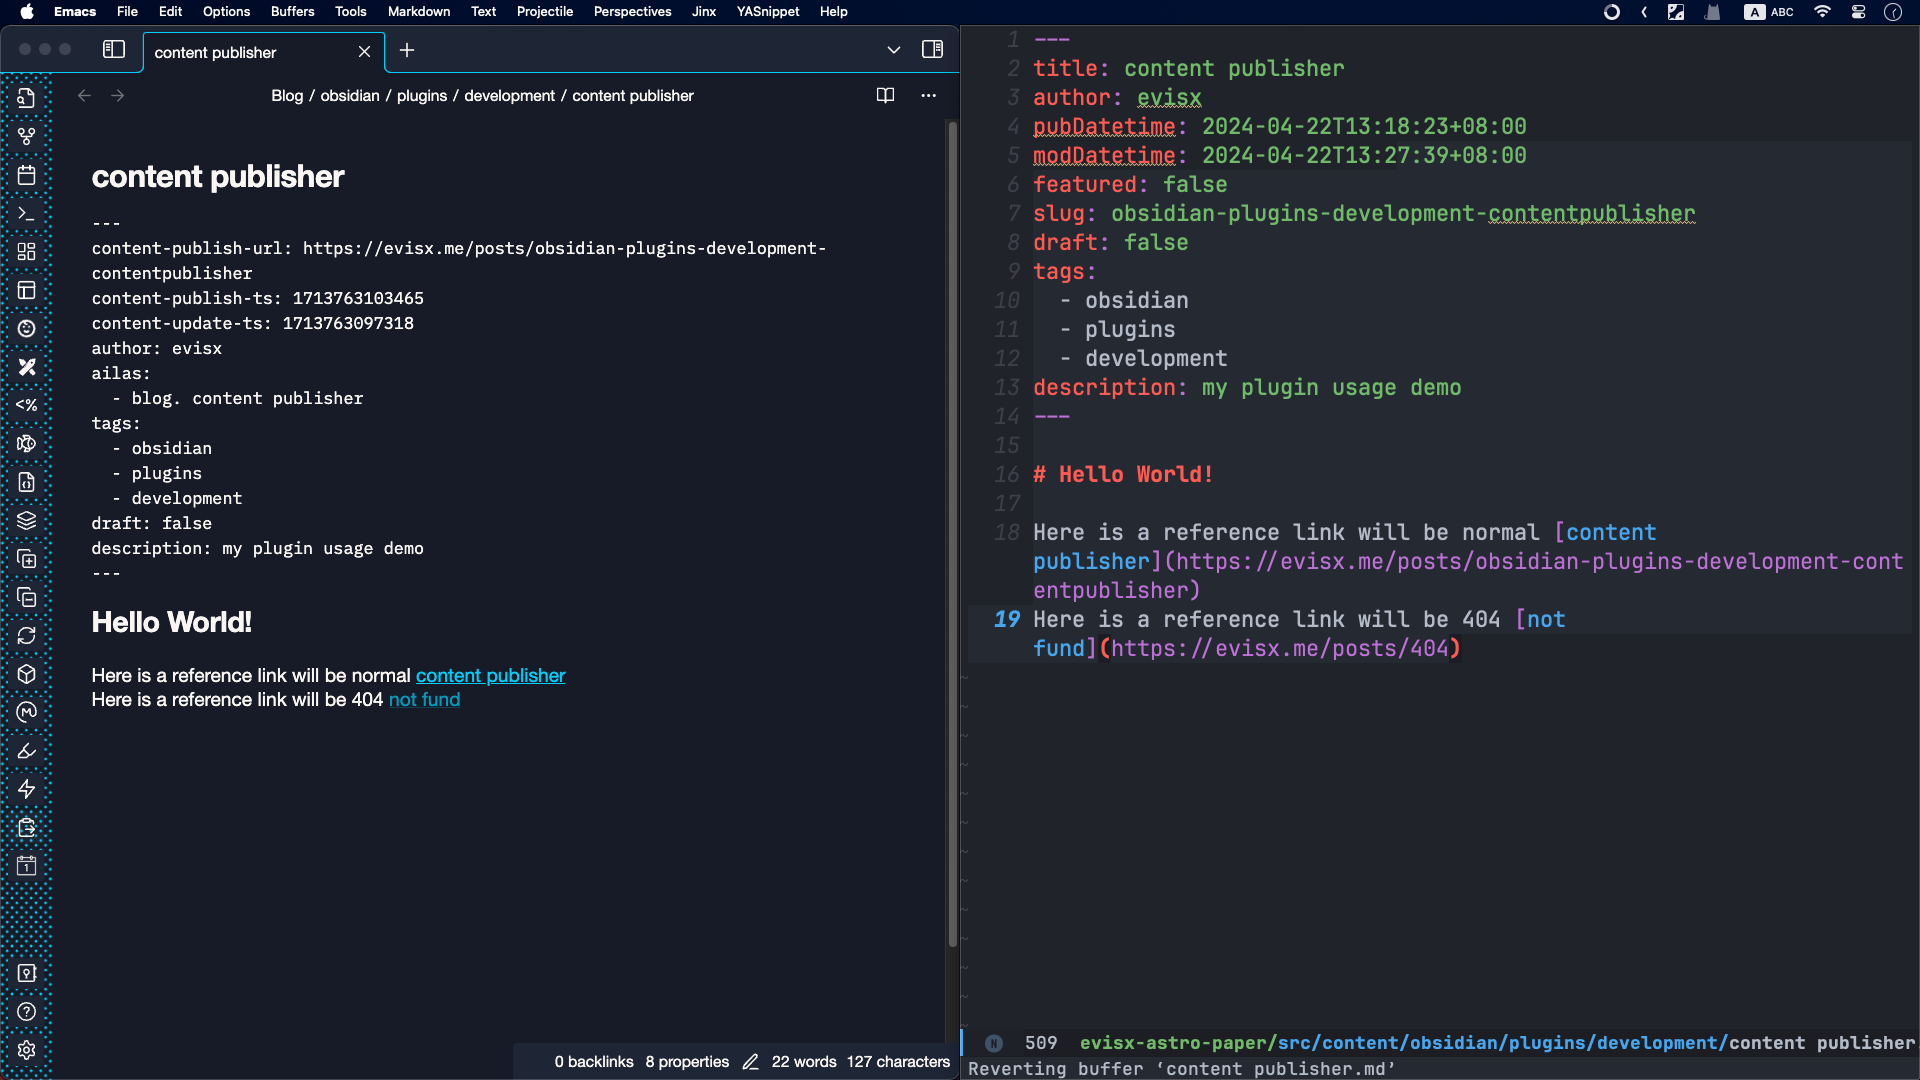 Emacs File Edit Options Buffers Tools Markdown Text Projectile Perspectives Jinx YASnippet Help A ABC
content publisher
Blog / obsidian / plugins / development / content publisher
content publisher
---
content-publish-url: https://evisx.me/posts/obsidian-plugins-development-
contentpublisher
content-publish-ts: 1713763103465
content-update-ts: 1713763097318
author: evisx
ailas:
- blog. content publisher
tags:
- obsidian
- plugins
- development
draft: false
description: my plugin usage demo
---
Hello World!
Here is a reference link will be normal content publisher
Here is a reference link will be 404 not fund
0 backlinks 8 properties 22 words 127 characters
1 ---
2 title: content publisher
3 author: evisx
4 pubDatetime: 2024-04-22T13:18:23+08:00
5 modDatetime: 2024-04-22T13:27:39+08:00
6 featured: false
7 slug: obsidian-plugins-development-contentpublisher
8 draft: false
9 tags:
10 - obsidian
11 - plugins
12 - development
13 description: my plugin usage demo
14 ---
15
16 # Hello World!
17
18 Here is a reference link will be normal [content
publisher](https://evisx.me/posts/obsidian-plugins-development-cont
entpublisher)
19 Here is a reference link will be 404 [not
fund](https://evisx.me/posts/404)
N 509 evisx-astro-paper/src/content/obsidian/plugins/development/content publisher
Reverting buffer ‘content publisher.md’